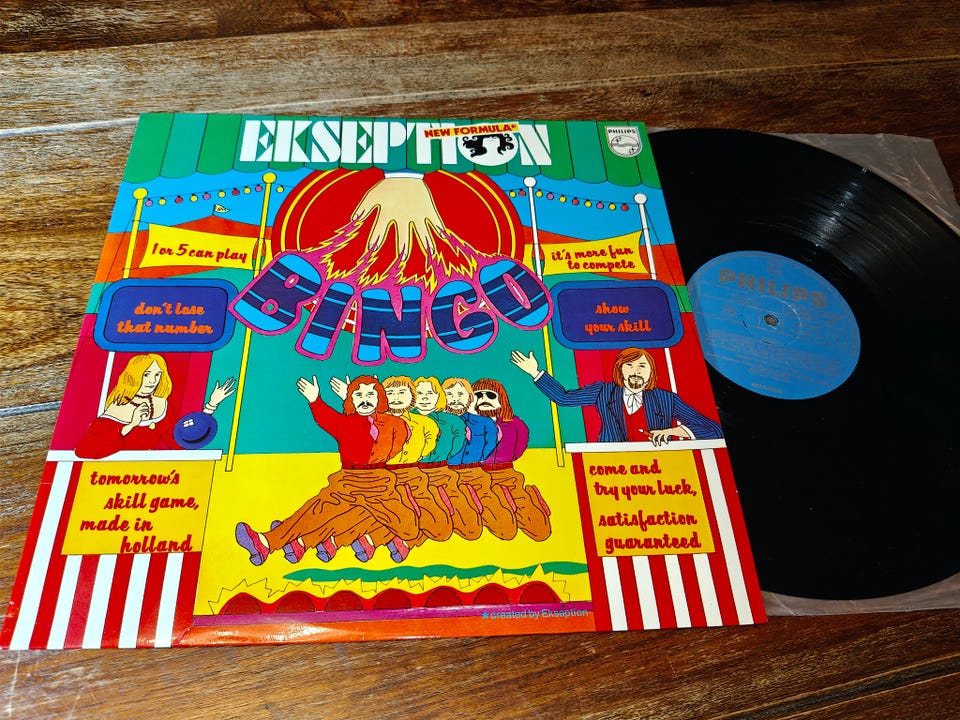 EKSEPTION
NEW FORMULA*
PHILIPS
1 or 5 can play
it's more fun
to compete
BINGO
don't lose
that number
show
your skill
PHILIPS
tomorrow's
skill game,
made in
holland
come and
try your luck,
satisfaction
guaranteed
*created by Ekseption